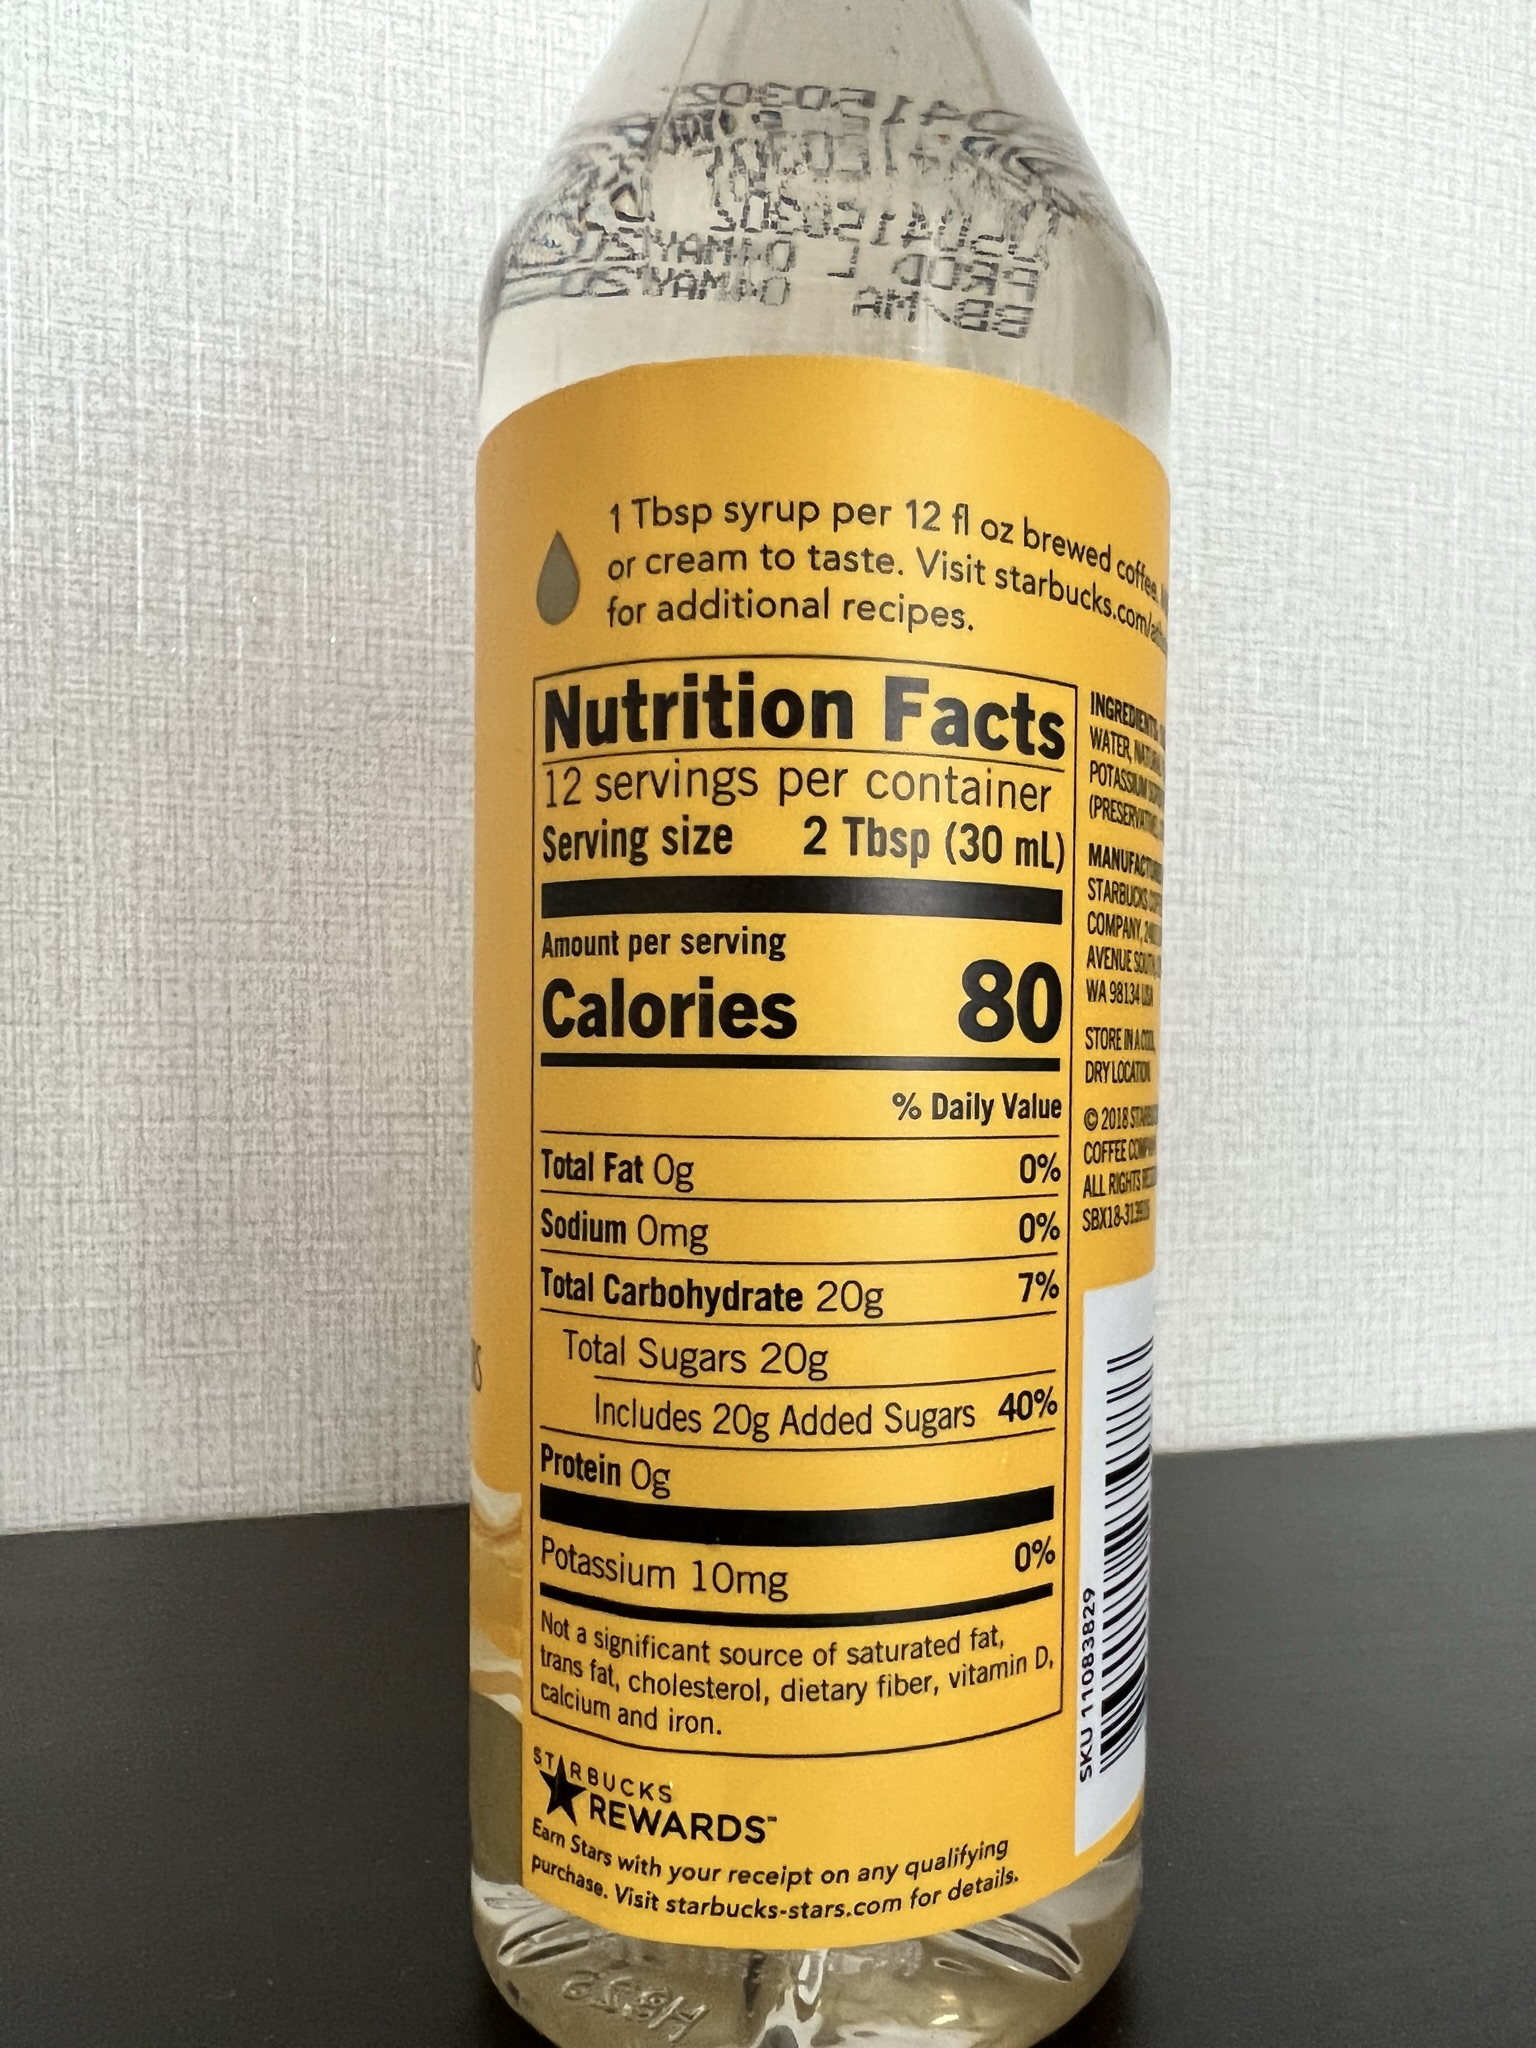 1 Tbsp syrup per 12 fl oz brewed coffee.
or cream to taste. Visit starbucks.com/
for additional recipes.
Nutrition Facts
12 servings per container
Serving size 2 Tbsp (30 mL)
Amount per serving
Calories 80
% Daily Value
Total Fat 0g 0%
Sodium 0mg 0%
Total Carbohydrate 20g 7%
Total Sugars 20g
Includes 20g Added Sugars 40%
Protein 0g
Potassium 10mg 0%
Not a significant source of saturated fat,
trans fat, cholesterol, dietary fiber, vitamin D,
calcium and iron.
STARBUCKS
REWARDS™
Earn Stars with your receipt on any qualifying
purchase. Visit starbucks-stars.com for details.
INGREDIENTS:
WATER,
POTASSIUM
MANUFACTURED
STARBUCKS
COMPANY,
AVENUE
WA 98134 USA
STORE IN A COOL,
DRY LOCATION
© 2018
COFFEE
ALL RIGHTS
SKU 11083829
PROD
BB/MA